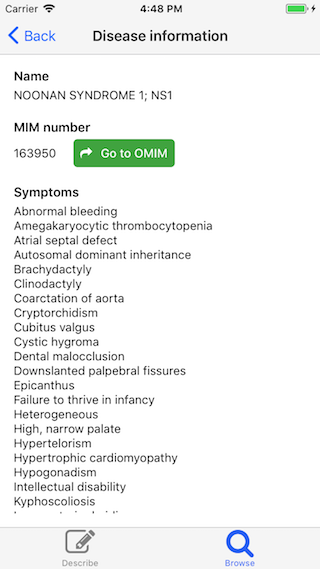 Carrier 4:48 PM
Back Disease information
Name
NOONAN SYNDROME 1; NS1
MIM number
163950 Go to OMIM
Symptoms
Abnormal bleeding
Amegakaryocytic thrombocytopenia
Atrial septal defect
Autosomal dominant inheritance
Brachydactyly
Clinodactyly
Coarctation of aorta
Cryptorchidism
Cubitus valgus
Cystic hygroma
Dental malocclusion
Downslanted palpebral fissures
Epicanthus
Failure to thrive in infancy
Heterogeneous
High, narrow palate
Hypertelorism
Hypertrophic cardiomyopathy
Hypogonadism
Intellectual disability
Kyphoscoliosis
Describe Browse